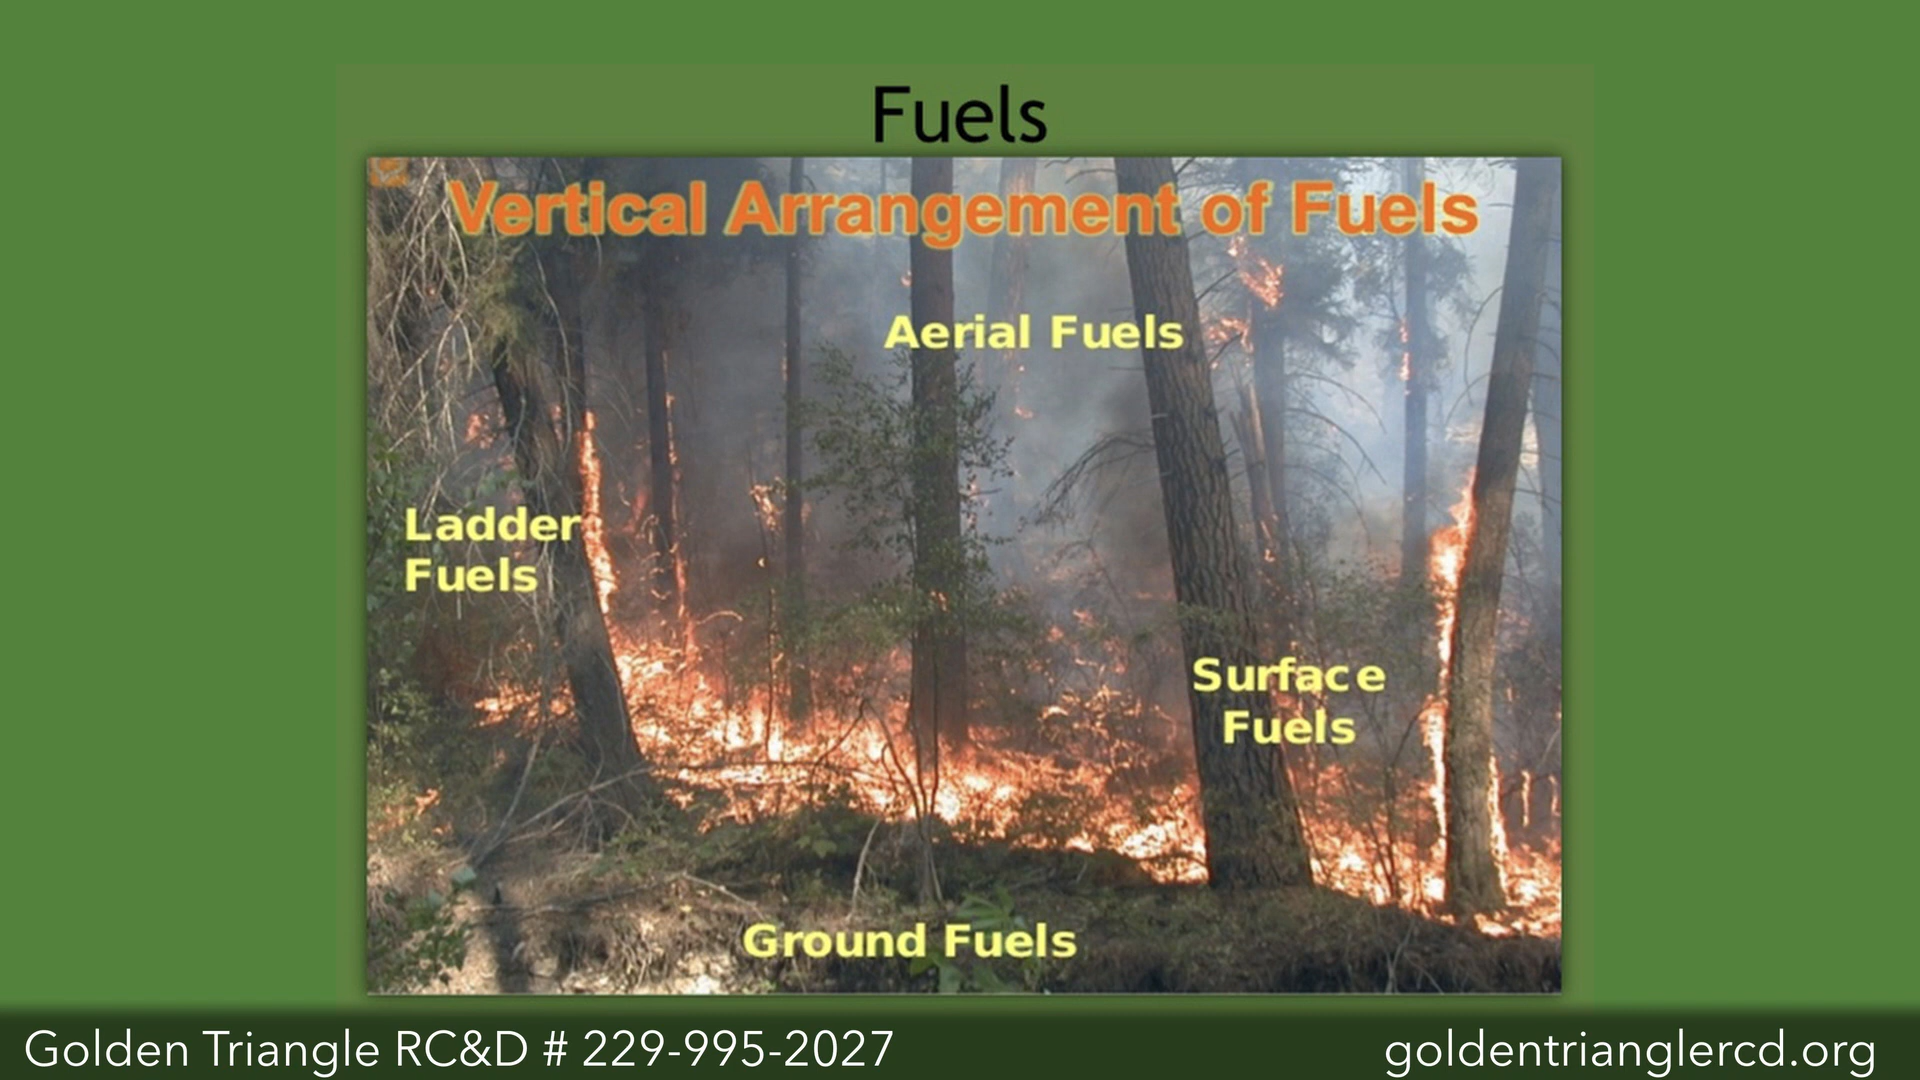 Fuels
Vertical Arrangement of Fuels
Aerial Fuels
Ladder
Fuels
Surface
Fuels
Ground Fuels
Golden Triangle RC&D # 229-995-2027
goldentrianglercd.org